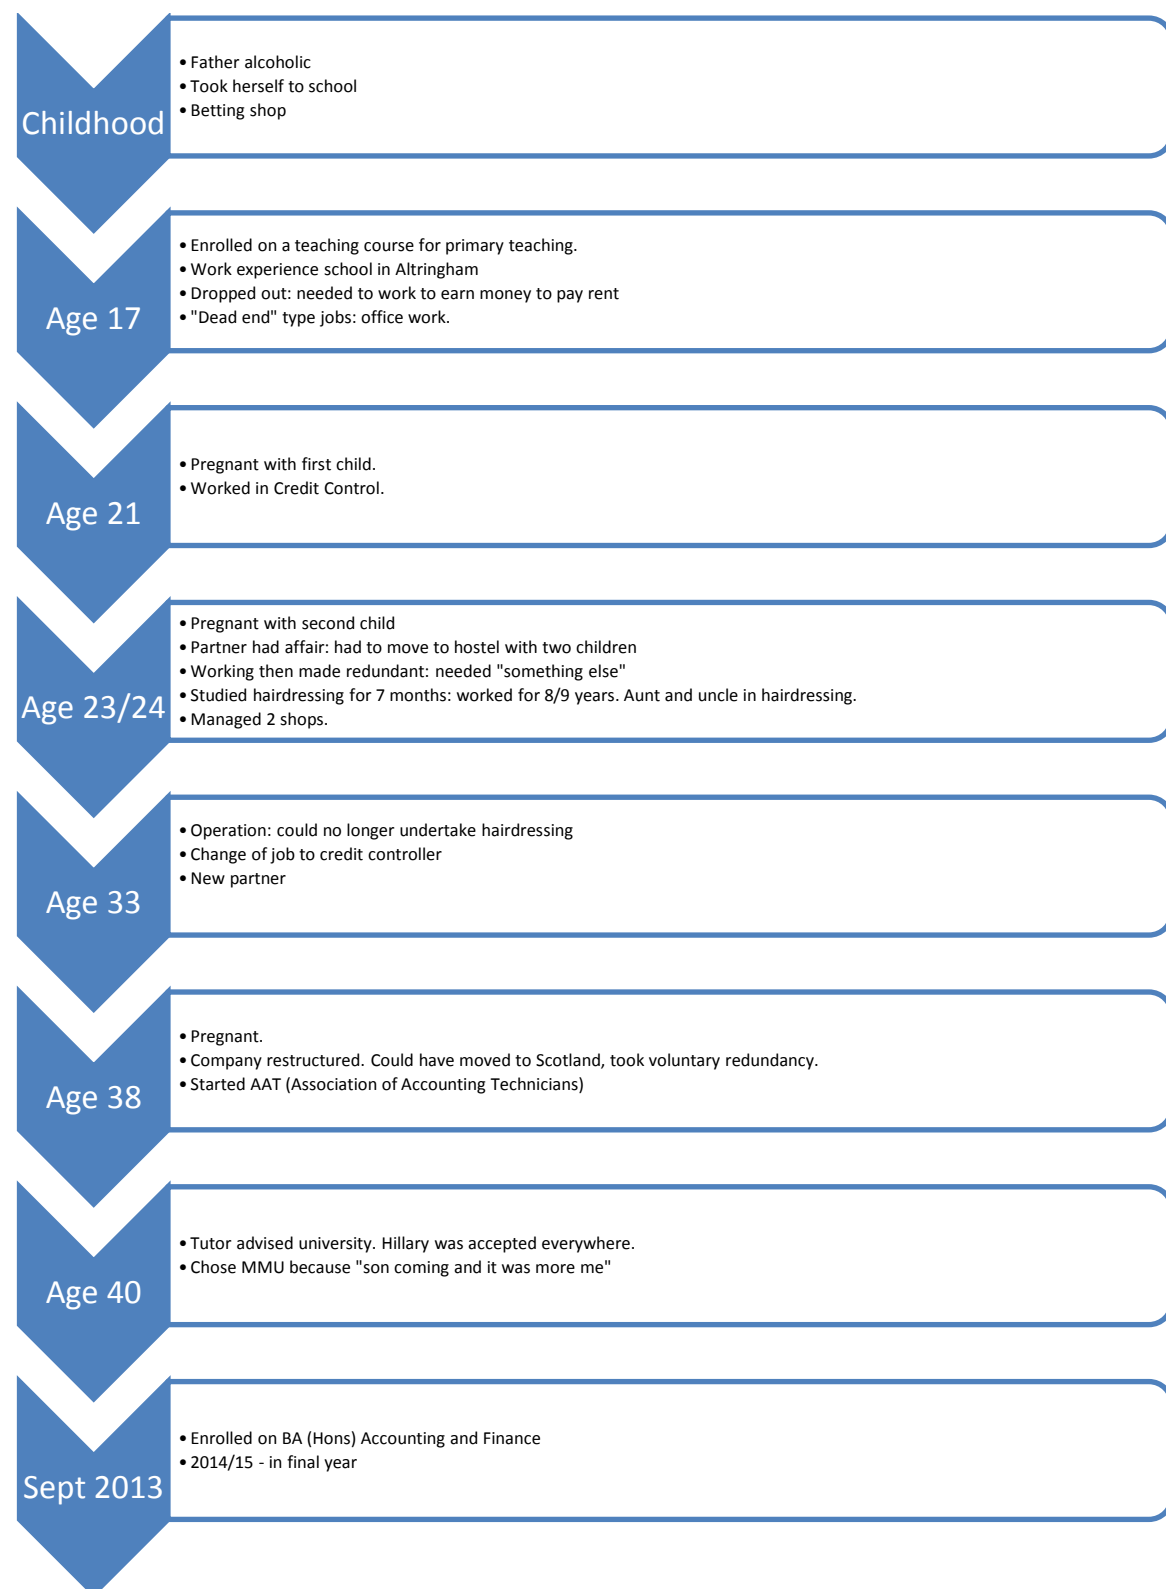 Childhood
• Father alcoholic
• Took herself to school
• Betting shop
Age 17
• Enrolled on a teaching course for primary teaching.
• Work experience school in Altringham
• Dropped out: needed to work to earn money to pay rent
• "Dead end" type jobs: office work.
Age 21
• Pregnant with first child.
• Worked in Credit Control.
Age 23/24
• Pregnant with second child
• Partner had affair: had to move to hostel with two children
• Working then made redundant: needed "something else"
• Studied hairdressing for 7 months: worked for 8/9 years. Aunt and uncle in hairdressing.
• Managed 2 shops.
Age 33
• Operation: could no longer undertake hairdressing
• Change of job to credit controller
• New partner
Age 38
• Pregnant.
• Company restructured. Could have moved to Scotland, took voluntary redundancy.
• Started AAT (Association of Accounting Technicians)
Age 40
• Tutor advised university. Hillary was accepted everywhere.
• Chose MMU because "son coming and it was more me"
Sept 2013
• Enrolled on BA (Hons) Accounting and Finance
• 2014/15 - in final year